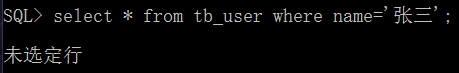 SQL> select * from tb_user where name='张三';
未选定行